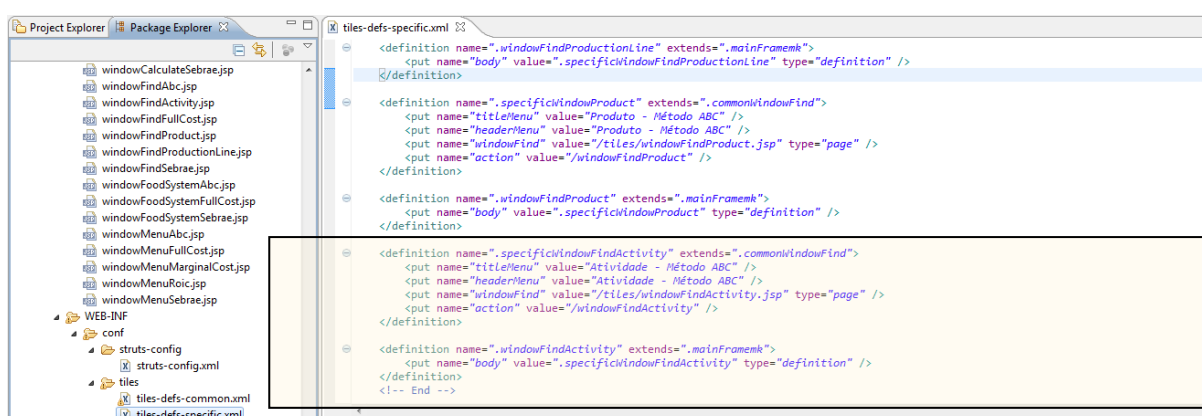 Project Explorer
Package Explorer
windowCalculateSebrae.jsp
windowFindAbc.jsp
windowFindActivity.jsp
windowFindFullCost.jsp
windowFindProduct.jsp
windowFindProductionLine.jsp
windowFindSebrae.jsp
windowFoodSystemAbc.jsp
windowFoodSystemFullCost.jsp
windowFoodSystemSebrae.jsp
windowMenuAbc.jsp
windowMenuFullCost.jsp
windowMenuMarginalCost.jsp
windowMenuRoic.jsp
windowMenuSebrae.jsp
WEB-INF
conf
struts-config
struts-config.xml
tiles
tiles-defs-common.xml
tiles-defs-specific.xml
tiles-defs-specific.xml
<definition name=".windowFindProductionLine" extends=".mainFramemk">
<put name="body" value=".specificWindowFindProductionLine" type="definition" />
</definition>
<definition name=".specificWindowProduct" extends=".commonWindowFind">
<put name="titleMenu" value="Produto - Método ABC" />
<put name="headerMenu" value="Produto - Método ABC" />
<put name="windowFind" value="/tiles/windowFindProduct.jsp" type="page" />
<put name="action" value="/windowFindProduct" />
</definition>
<definition name=".windowFindProduct" extends=".mainFramemk">
<put name="body" value=".specificWindowProduct" type="definition" />
</definition>
<definition name=".specificWindowFindActivity" extends=".commonWindowFind">
<put name="titleMenu" value="Atividade - Método ABC" />
<put name="headerMenu" value="Atividade - Método ABC" />
<put name="windowFind" value="/tiles/windowFindActivity.jsp" type="page" />
<put name="action" value="/windowFindActivity" />
</definition>
<definition name=".windowFindActivity" extends=".mainFramemk">
<put name="body" value=".specificWindowFindActivity" type="definition" />
</definition>
<!-- End -->